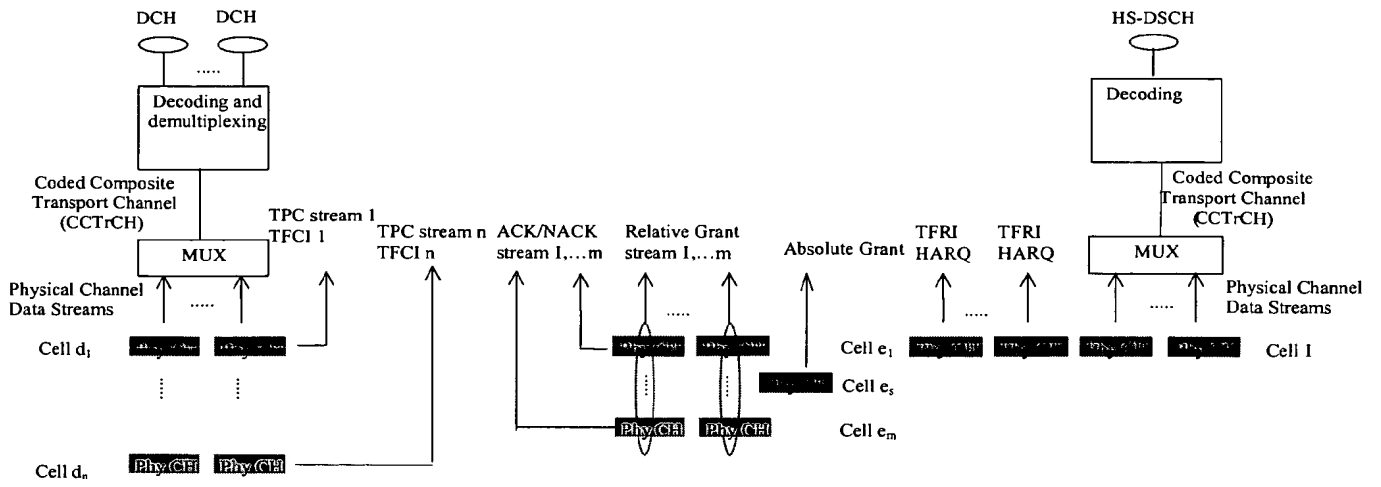 DCH
DCH
HS-DSCH
.....
Decoding and
demultiplexing
Decoding
Coded Composite
Transport Channel
(CCTrCH)
Coded Composite
Transport Channel
(CCTrCH)
TPC stream 1
TFCI 1
TPC stream n
TFCI n
ACK/NACK
stream I,...m
Relative Grant
stream I,...m
Absolute Grant
TFRI
HARQ
TFRI
HARQ
MUX
MUX
Physical Channel
Data Streams
.....
.....
.....
.....
Physical Channel
Data Streams
Cell d1
Cell e1
Cell I
Cell es
Phy CH
Phy CH
Cell em
Cell dn
Phy CH
Phy CH